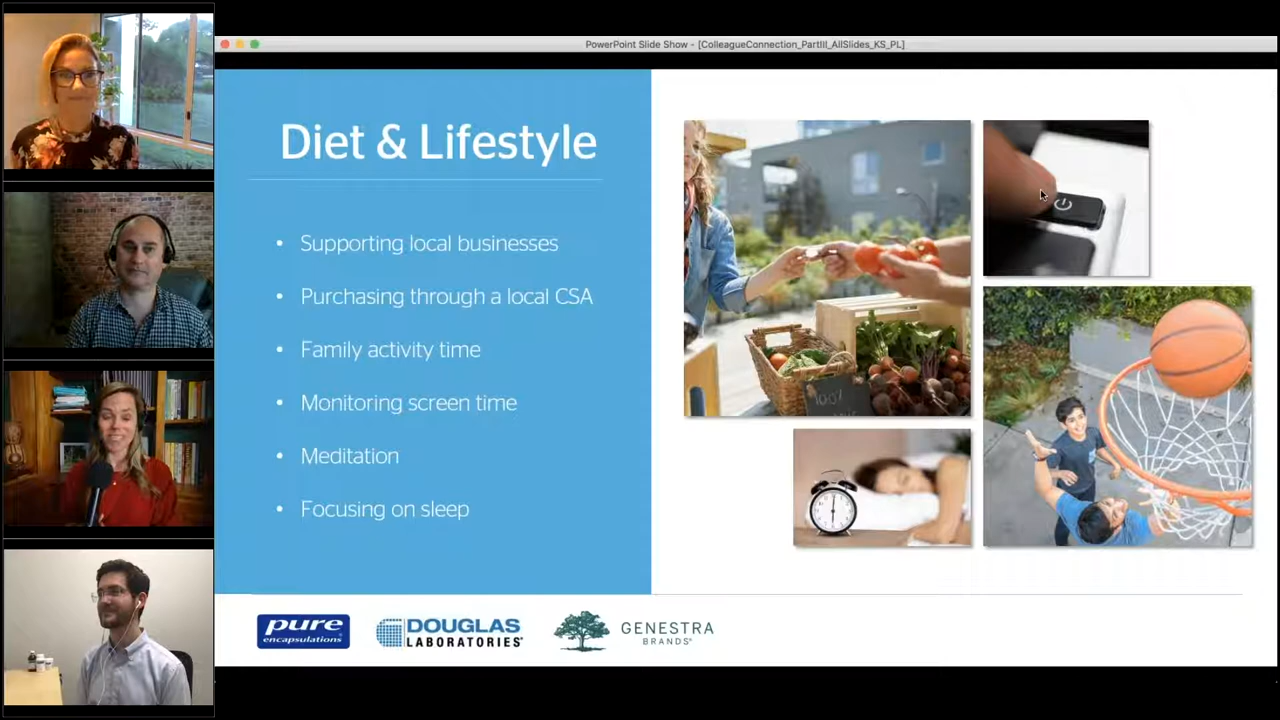 PowerPoint Slide Show - [ColleagueConnection_PartIII_AllSlides_KS_PL]
Diet & Lifestyle
• Supporting local businesses
• Purchasing through a local CSA
• Family activity time
• Monitoring screen time
• Meditation
• Focusing on sleep
100%
pure
encapsulations®
DOUGLAS
LABORATORIES®
GENESTRA
BRANDS®